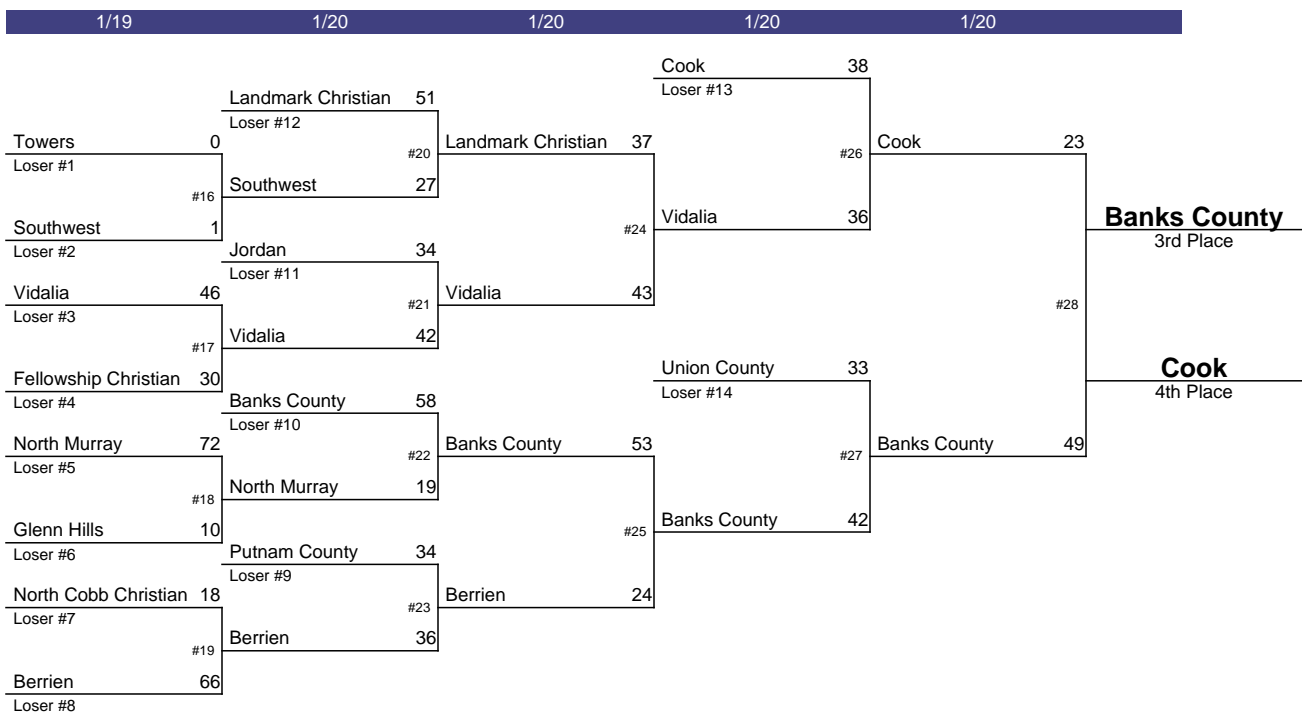 1/19 1/20 1/20 1/20 1/20
Towers 0
Loser #1
#16
Southwest 1
Loser #2
Vidalia 46
Loser #3
#17
Fellowship Christian 30
Loser #4
North Murray 72
Loser #5
#18
Glenn Hills 10
Loser #6
North Cobb Christian 18
Loser #7
#19
Berrien 66
Loser #8
Landmark Christian 51
Loser #12
#20
Southwest 27
Jordan 34
Loser #11
#21
Vidalia 42
Banks County 58
Loser #10
#22
North Murray 19
Putnam County 34
Loser #9
#23
Berrien 36
Landmark Christian 37
#24
Vidalia 43
Banks County 53
#25
Berrien 24
Cook 38
Loser #13
#26
Vidalia 36
Union County 33
Loser #14
#27
Banks County 42
Cook 23
#28
Banks County 49
Banks County
3rd Place
Cook
4th Place